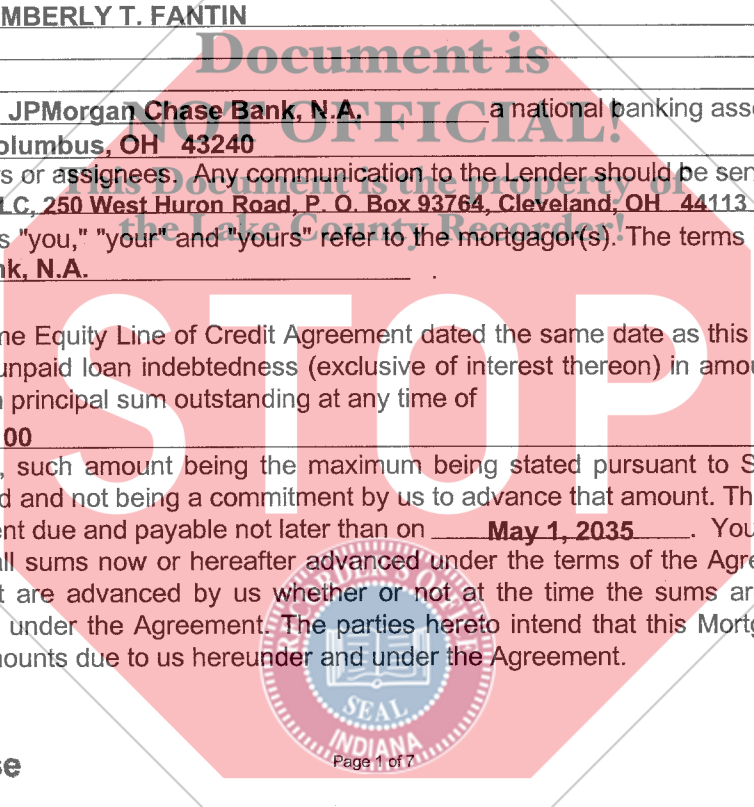 MBERLY T. FANTIN
Document is
JPMorgan Chase Bank, N.A. a national banking asso
NOT OFFICIAL!
olumbus, OH 43240
rs or assignees. Any communication to the Lender should be sen
This Document is the property of
LC, 250 West Huron Road, P. O. Box 93764, Cleveland, OH 44113
the Lake County Recorder!
s "you," "your" and "yours" refer to the mortgagor(s). The terms
nk, N.A. .
me Equity Line of Credit Agreement dated the same date as this
unpaid loan indebtedness (exclusive of interest thereon) in amou
n principal sum outstanding at any time of
00
STOP
, such amount being the maximum being stated pursuant to S
d and not being a commitment by us to advance that amount. Th
ent due and payable not later than on May 1, 2035 . You
all sums now or hereafter advanced under the terms of the Agre
t are advanced by us whether or not at the time the sums ar
under the Agreement. The parties hereto intend that this Mortg
mounts due to us hereunder and under the Agreement.
RECORDER'S OFFICE
SEAL
INDIANA
se
Page 1 of 7